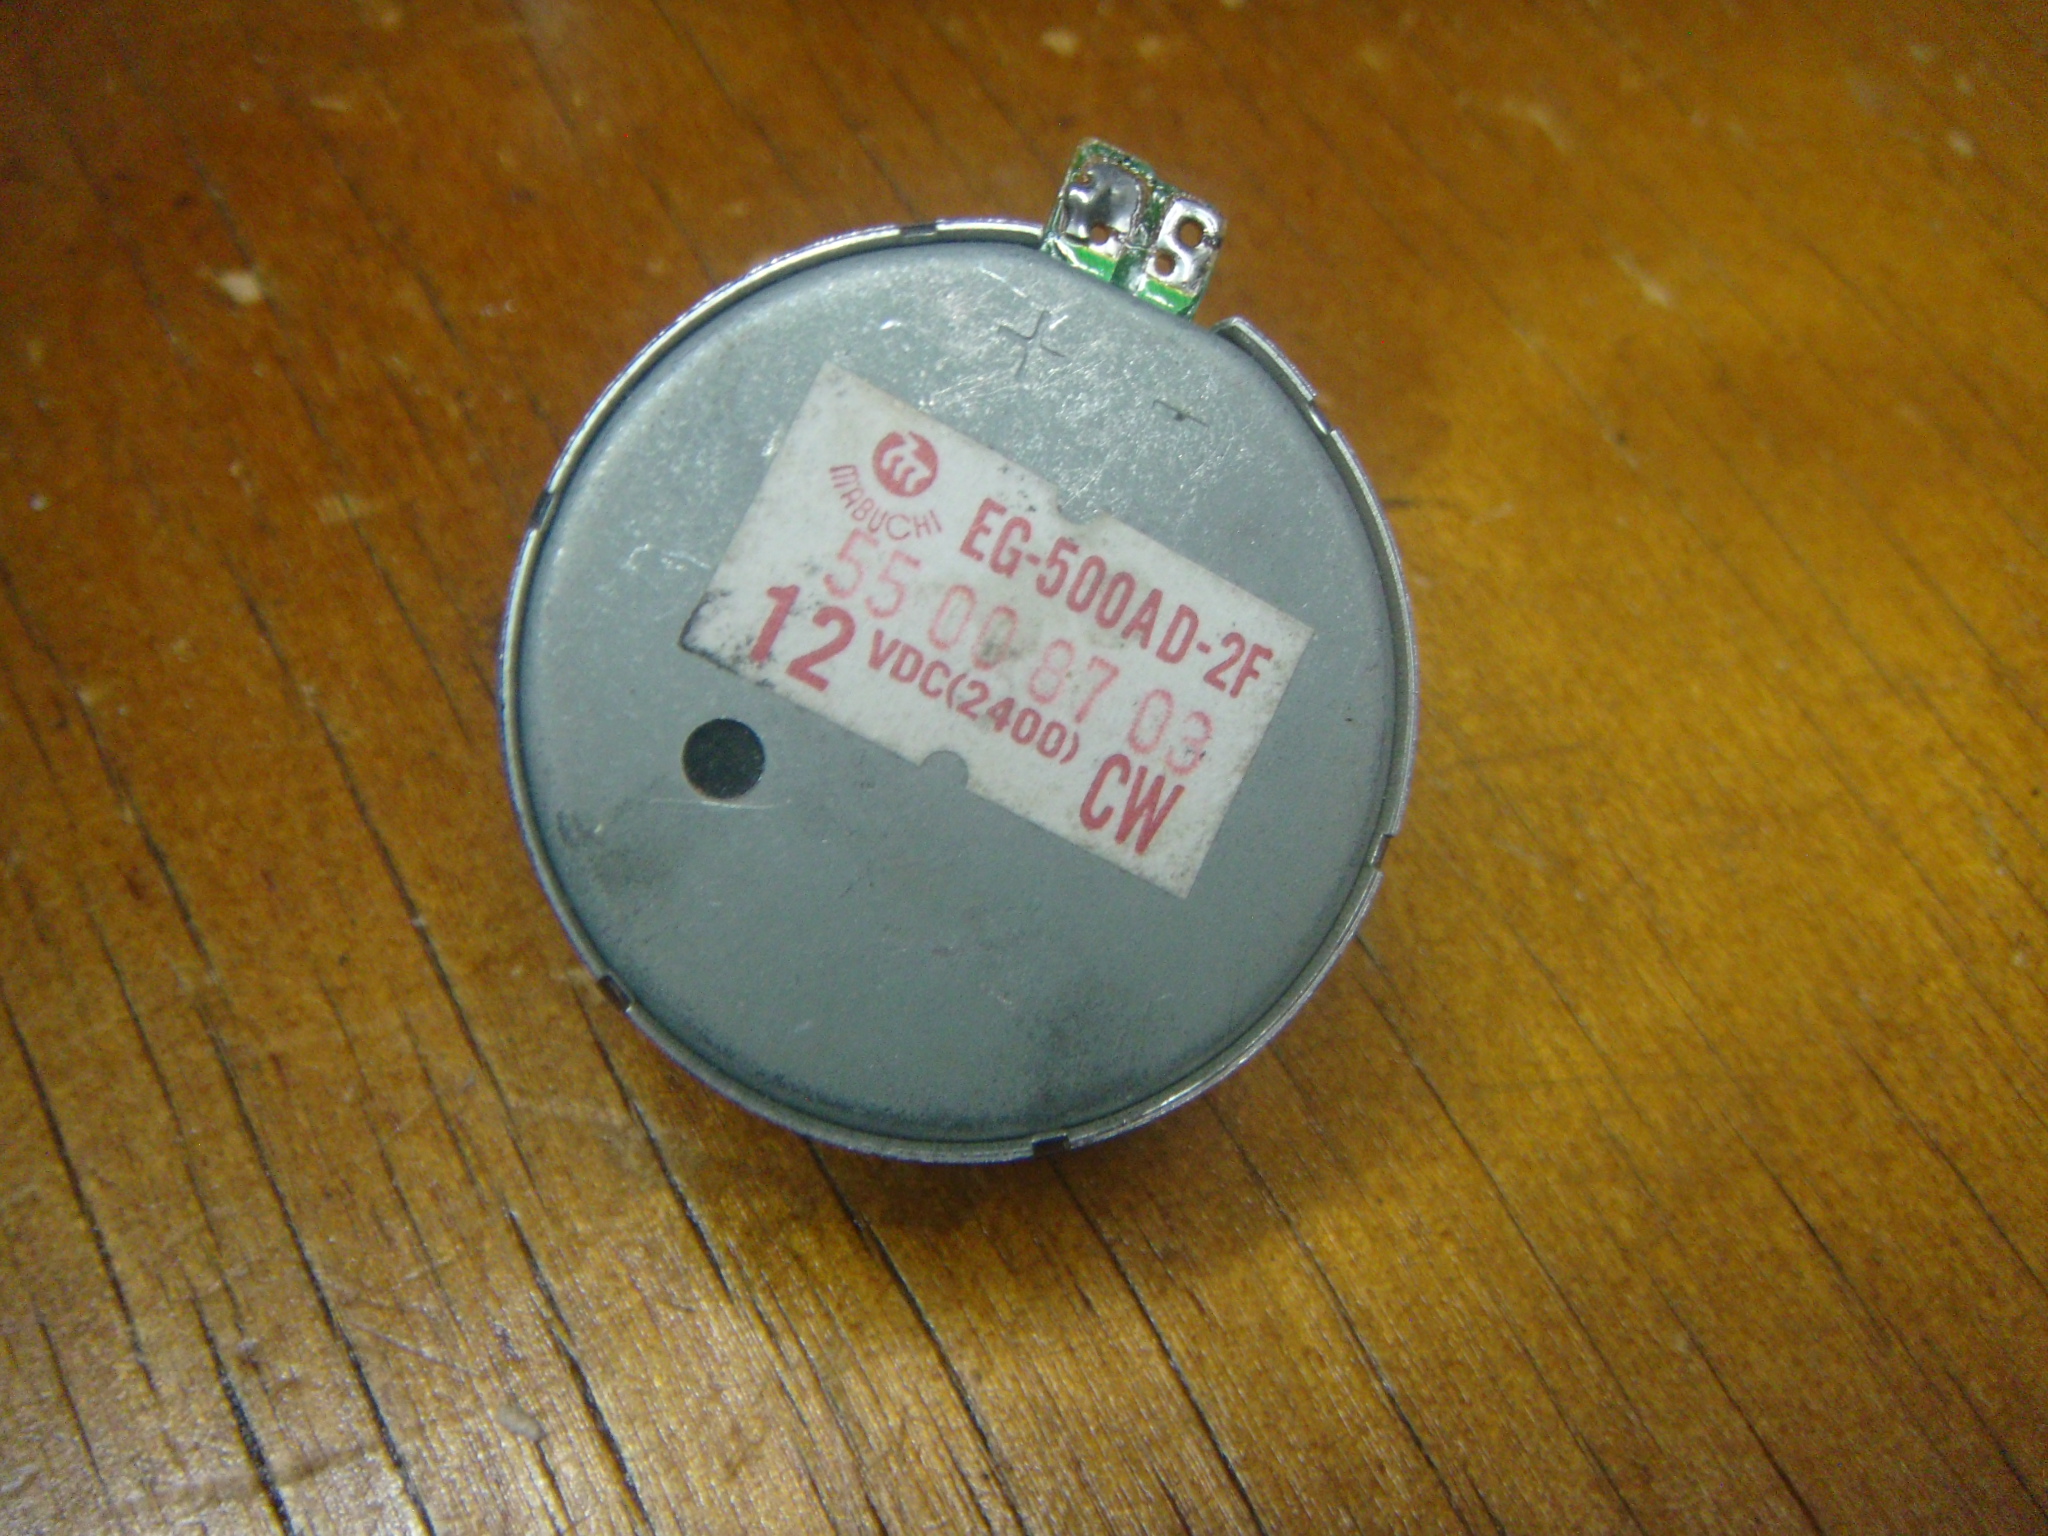 +
-
MABUCHI
EG-500AD-2F
55 00 87 03
12 VDC(2400) CW